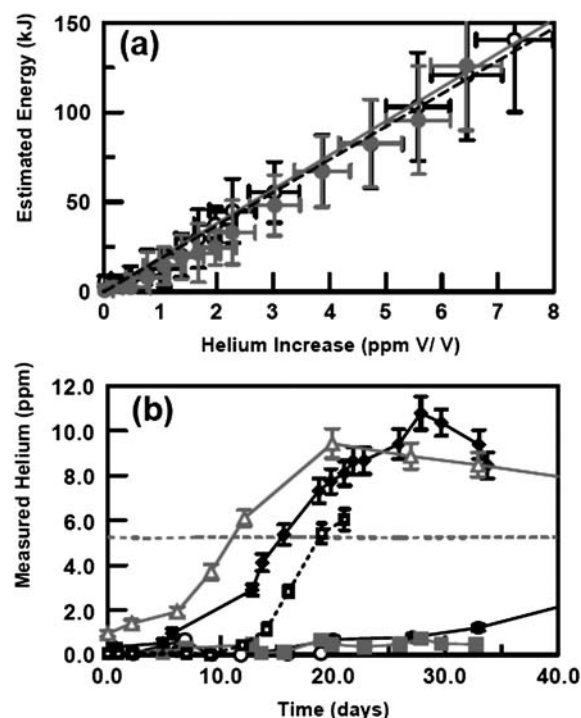 (a)
Estimated Energy (kJ)
150
100
50
0
0 1 2 3 4 5 6 7 8
Helium Increase (ppm V/ V)
(b)
Measured Helium (ppm)
12.0
10.0
8.0
6.0
4.0
2.0
0.0
0.0 10.0 20.0 30.0 40.0
Time (days)